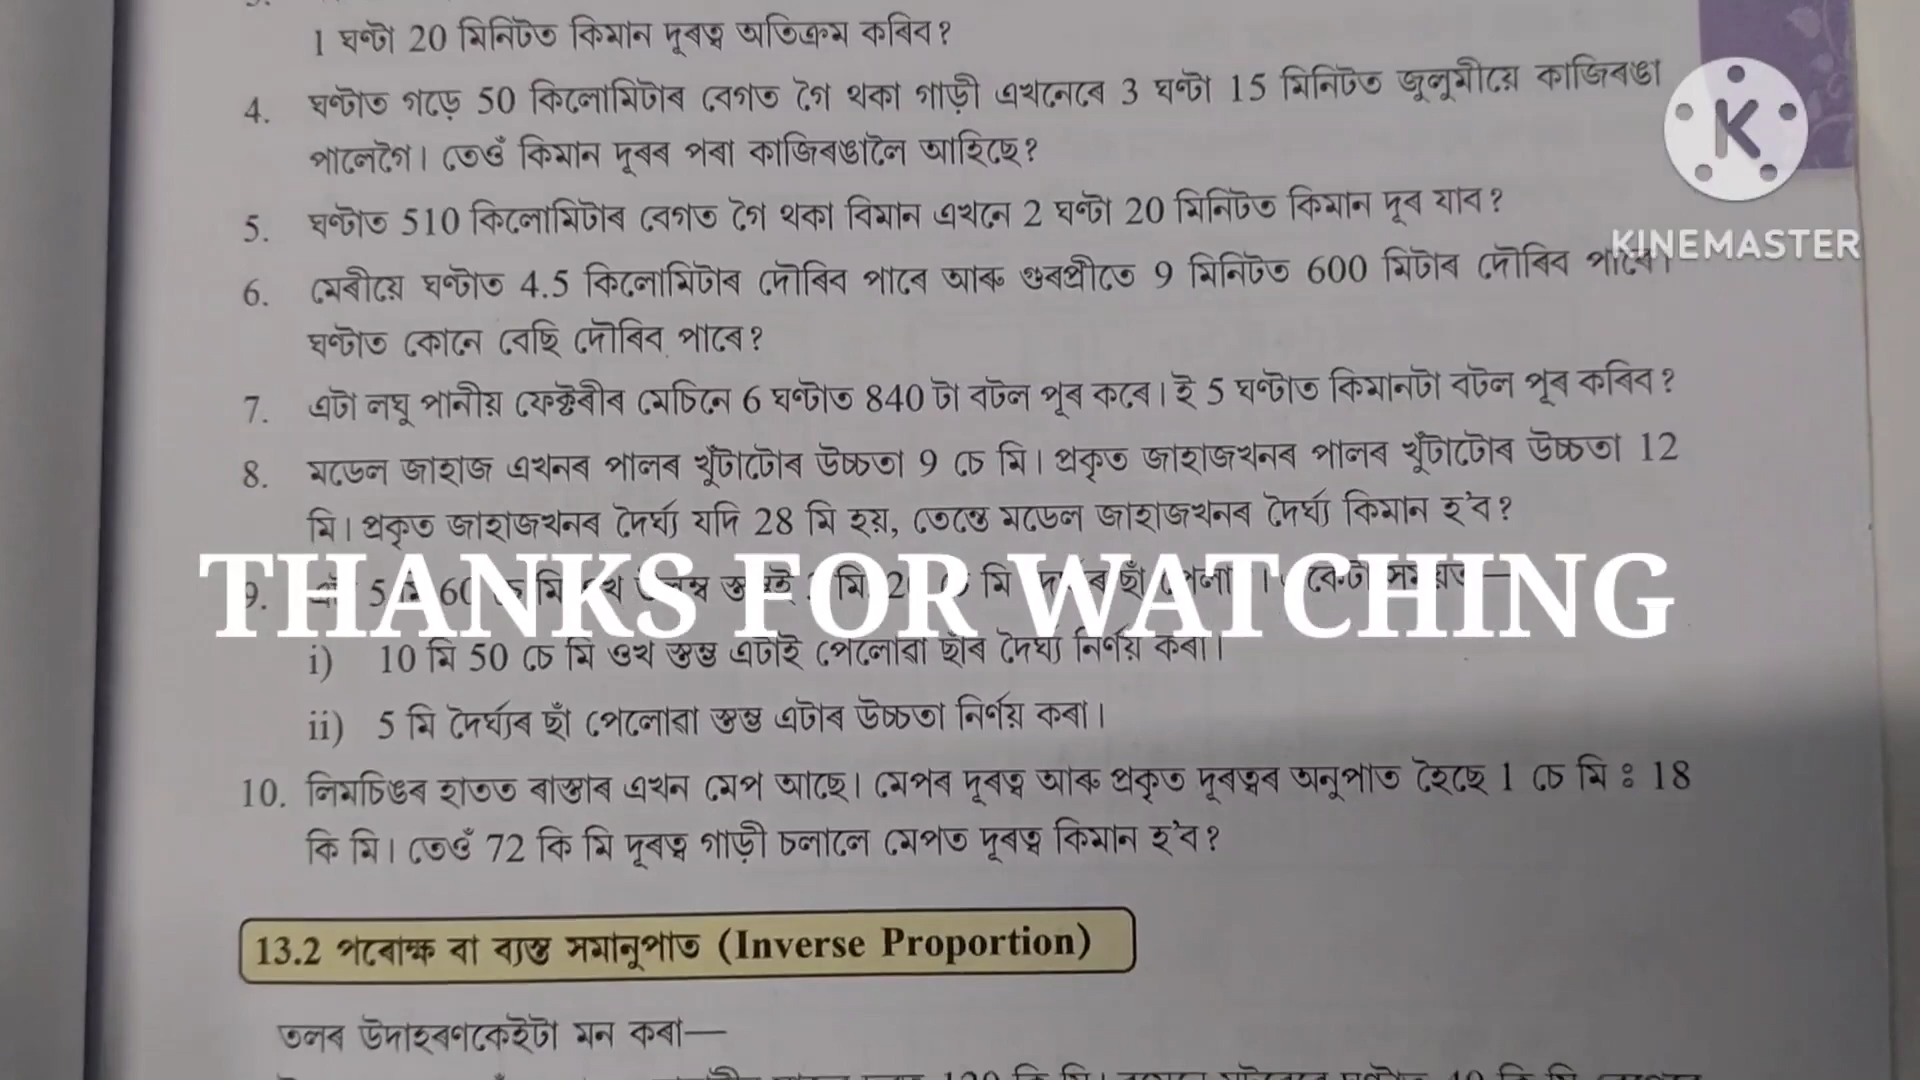 1 ঘণ্টা 20 মিনিটত কিমান দূৰত্ব অতিক্ৰম কৰিব?
4. ঘণ্টাত গড়ে 50 কিলোমিটাৰ বেগত গৈ থকা গাড়ী এখনেৰে 3 ঘণ্টা 15 মিনিটত জুলুমীয়ে কাজিৰঙা
পালেগৈ। তেওঁ কিমান দূৰৰ পৰা কাজিৰঙালৈ আহিছে?
5. ঘণ্টাত 510 কিলোমিটাৰ বেগত গৈ থকা বিমান এখনে 2 ঘণ্টা 20 মিনিটত কিমান দূৰ যাব?
KINEMASTER
6. মেৰীয়ে ঘণ্টাত 4.5 কিলোমিটাৰ দৌৰিব পাৰে আৰু গুৰপ্ৰীতে 9 মিনিটত 600 মিটাৰ দৌৰিব পাৰে।
ঘণ্টাত কোনে বেছি দৌৰিব পাৰে?
7. এটা লঘু পানীয় ফেক্টৰীৰ মেচিনে 6 ঘণ্টাত 840 টা বটল পূৰ কৰে। ই 5 ঘণ্টাত কিমানটা বটল পূৰ কৰিব?
8. মডেল জাহাজ এখনৰ পালৰ খুঁটাটোৰ উচ্চতা 9 চে মি। প্ৰকৃত জাহাজখনৰ পালৰ খুঁটাটোৰ উচ্চতা 12
মি। প্ৰকৃত জাহাজখনৰ দৈৰ্ঘ্য যদি 28 মি হয়, তেন্তে মডেল জাহাজখনৰ দৈৰ্ঘ্য কিমান হ'ব?
THANKS FOR WATCHING
9. 5 মি 60 চে মি
i) 10 মি 50 চে মি ওখ স্তম্ভ এটাই পেলোৱা ছাঁৰ দৈৰ্ঘ্য নিৰ্ণয় কৰা।
ii) 5 মি দৈৰ্ঘ্যৰ ছাঁ পেলোৱা স্তম্ভ এটাৰ উচ্চতা নিৰ্ণয় কৰা।
10. লিমচিঙৰ হাতত ৰাস্তাৰ এখন মেপ আছে। মেপৰ দূৰত্ব আৰু প্ৰকৃত দূৰত্বৰ অনুপাত হৈছে 1 চে মি ঃ 18
কি মি। তেওঁ 72 কি মি দূৰত্ব গাড়ী চলালে মেপত দূৰত্ব কিমান হ'ব?
13.2 পৰোক্ষ বা ব্যস্ত সমানুপাত (Inverse Proportion)
তলৰ উদাহৰণকেইটা মন কৰা—